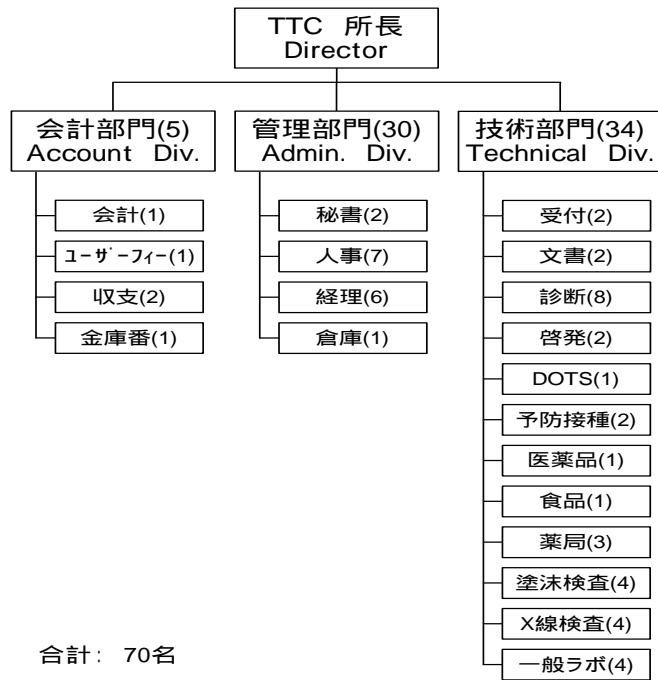 TTC 所長
Director
会計部門(5)
Account Div.
会計(1)
ユーザーフィー(1)
収支(2)
金庫番(1)
管理部門(30)
Admin. Div.
秘書(2)
人事(7)
経理(6)
倉庫(1)
技術部門(34)
Technical Div.
受付(2)
文書(2)
診断(8)
啓発(2)
DOTS(1)
予防接種(2)
医薬品(1)
食品(1)
薬局(3)
塗沫検査(4)
X線検査(4)
一般ラボ(4)
合計: 70名